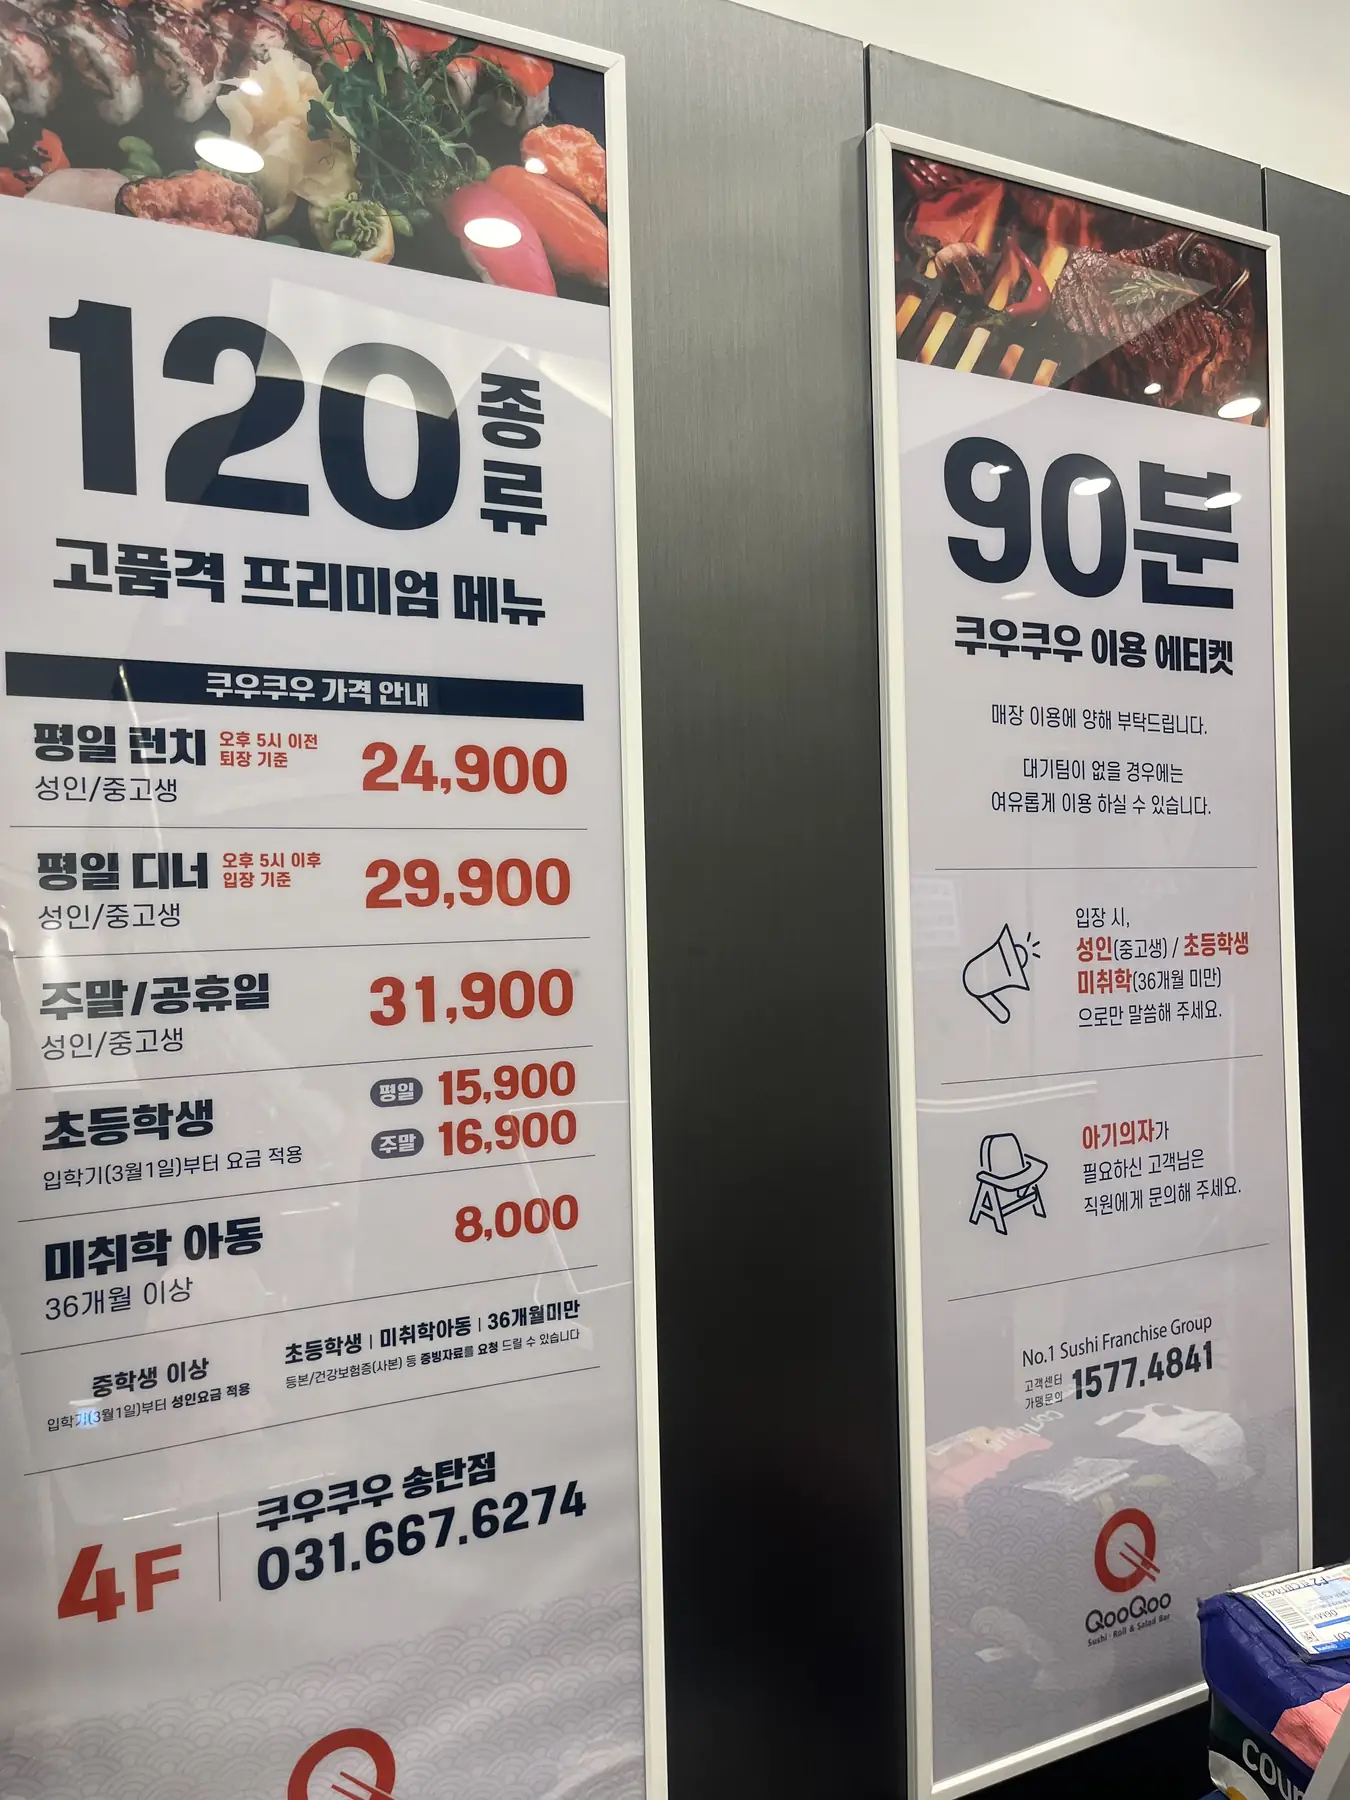 120종류
고품격 프리미엄 메뉴
쿠우쿠우 가격 안내
평일 런치 오후 5시 이전 퇴장 기준 24,900
성인/중고생
평일 디너 오후 5시 이후 입장 기준 29,900
성인/중고생
주말/공휴일 31,900
성인/중고생
초등학생 평일 15,900
주말 16,900
입학기(3월1일)부터 요금 적용
미취학 아동 8,000
36개월 이상
중학생 이상
입학기(3월1일)부터 성인요금 적용
초등학생 | 미취학아동 | 36개월미만
등본/건강보험증(사본) 등 증빙자료를 요청 드릴 수 있습니다
4F
쿠우쿠우 송탄점
031.667.6274
90분
쿠우쿠우 이용 에티켓
매장 이용에 양해 부탁드립니다.
대기팀이 없을 경우에는
여유롭게 이용 하실 수 있습니다.
입장 시,
성인(중고생) / 초등학생
미취학(36개월 미만)
으로만 말씀해 주세요.
아기의자가
필요하신 고객님은
직원에게 문의해 주세요.
No.1 Sushi Franchise Group
고객센터
가맹문의
1577.4841
QooQoo
Sushi · Roll & Salad Bar
cou